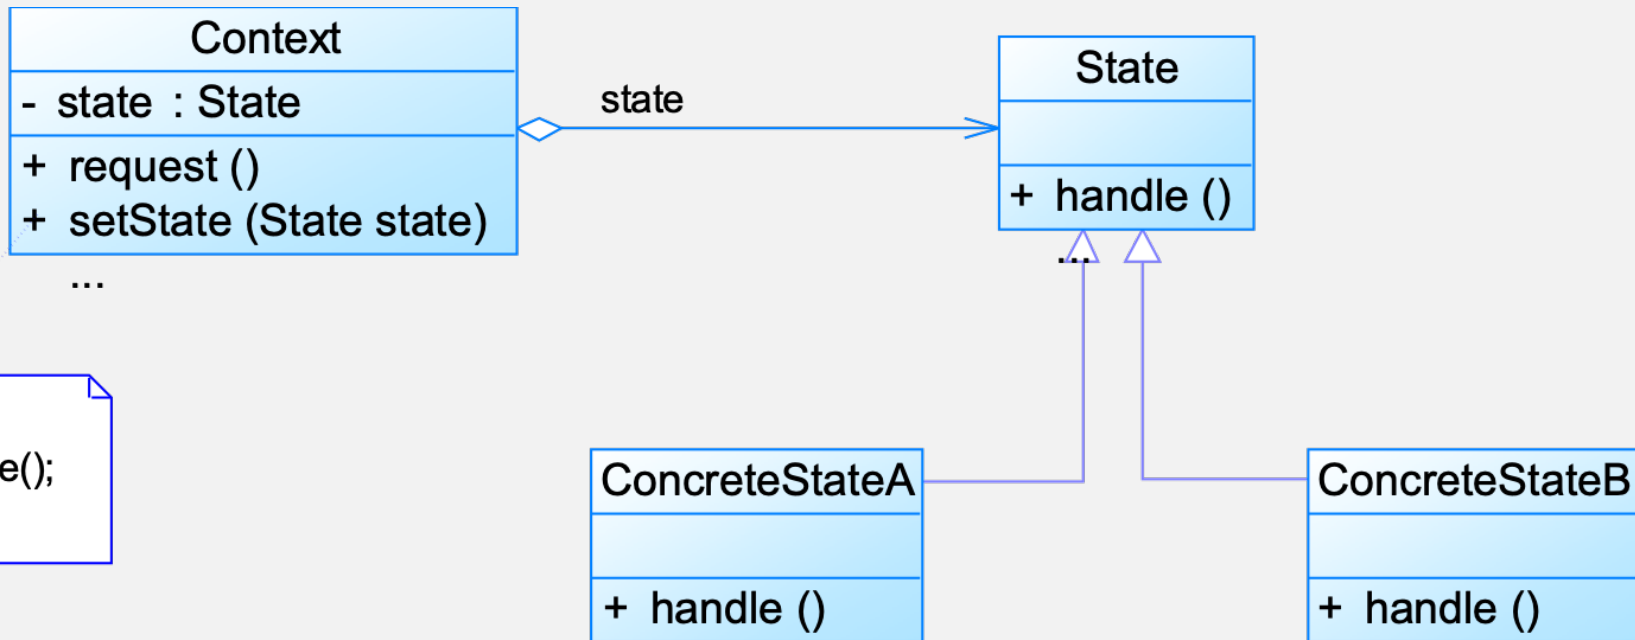 Context
- state : State
+ request ()
+ setState (State state)
...
state
State
+ handle ()
...
e();
ConcreteStateA
+ handle ()
ConcreteStateB
+ handle ()